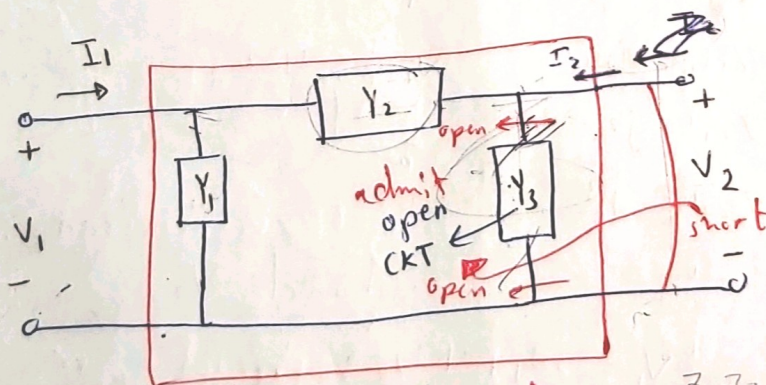 I1
I2
Y2
+
+
open
Y1
Y3
admit
V1
open
V2
CKT
short
-
open
-